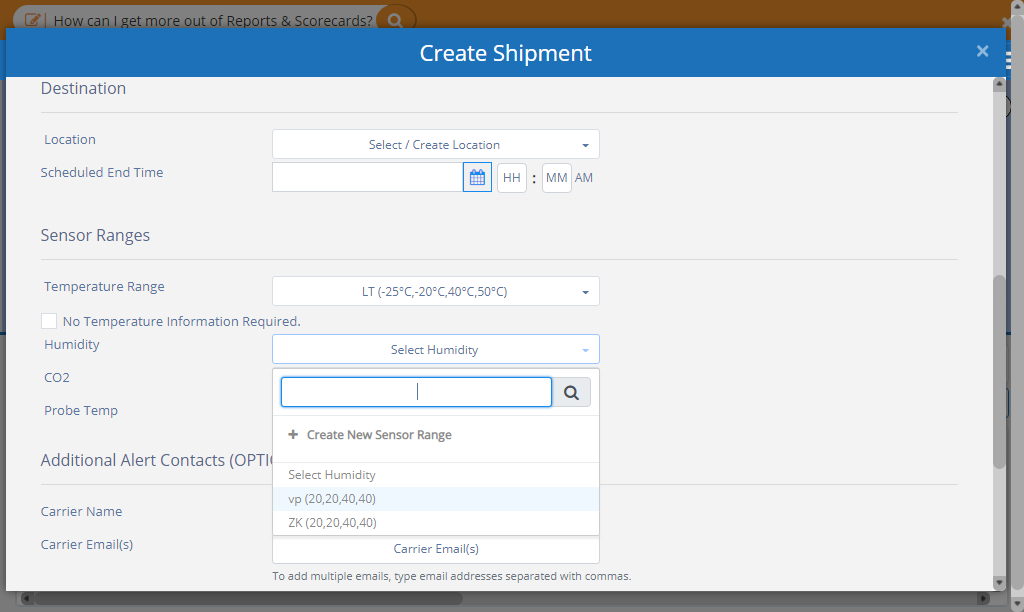 How can I get more out of Reports & Scorecards?
Create Shipment
×
Destination
Location
Select / Create Location
Scheduled End Time
HH : MM AM
Sensor Ranges
Temperature Range
LT (-25°C,-20°C,40°C,50°C)
No Temperature Information Required.
Humidity
Select Humidity
CO2
Probe Temp
+ Create New Sensor Range
Select Humidity
vp (20,20,40,40)
ZK (20,20,40,40)
Additional Alert Contacts (OPTI
Carrier Name
Carrier Email(s)
Carrier Email(s)
To add multiple emails, type email addresses separated with commas.